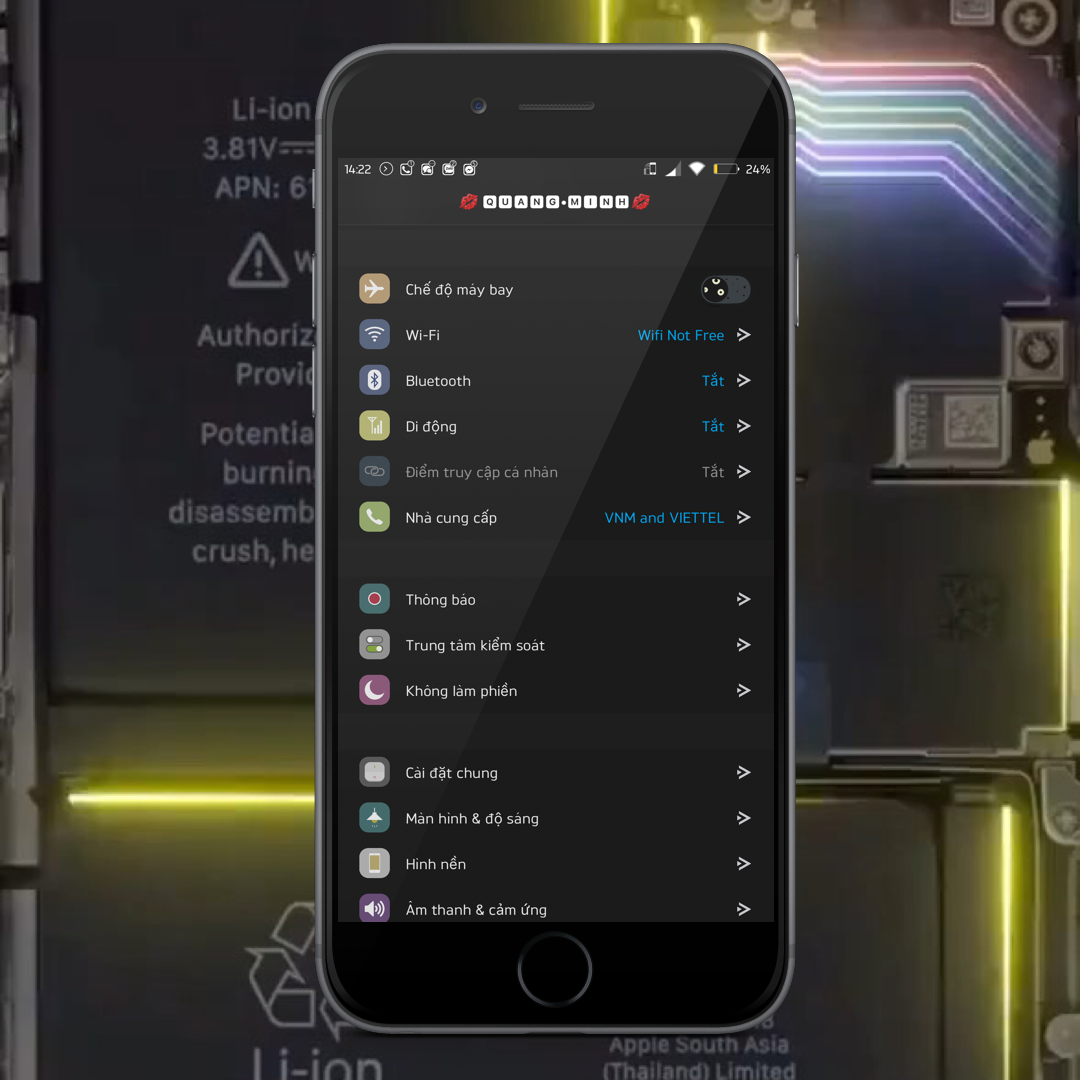 Li-ion
3.81V
APN: 61
Authoriz
Provid
Potentia
burnin
disassemb
crush, he
14:22
24%
QUANG•MINH
Chế độ máy bay
Wi-Fi Wifi Not Free
Bluetooth Tắt
Di động Tắt
Điểm truy cập cá nhân Tắt
Nhà cung cấp VNM and VIETTEL
Thông báo
Trung tâm kiểm soát
Không làm phiền
Cài đặt chung
Màn hình & độ sáng
Hình nền
Âm thanh & cảm ứng
Li-ion
Apple South Asia
(Thailand) Limited